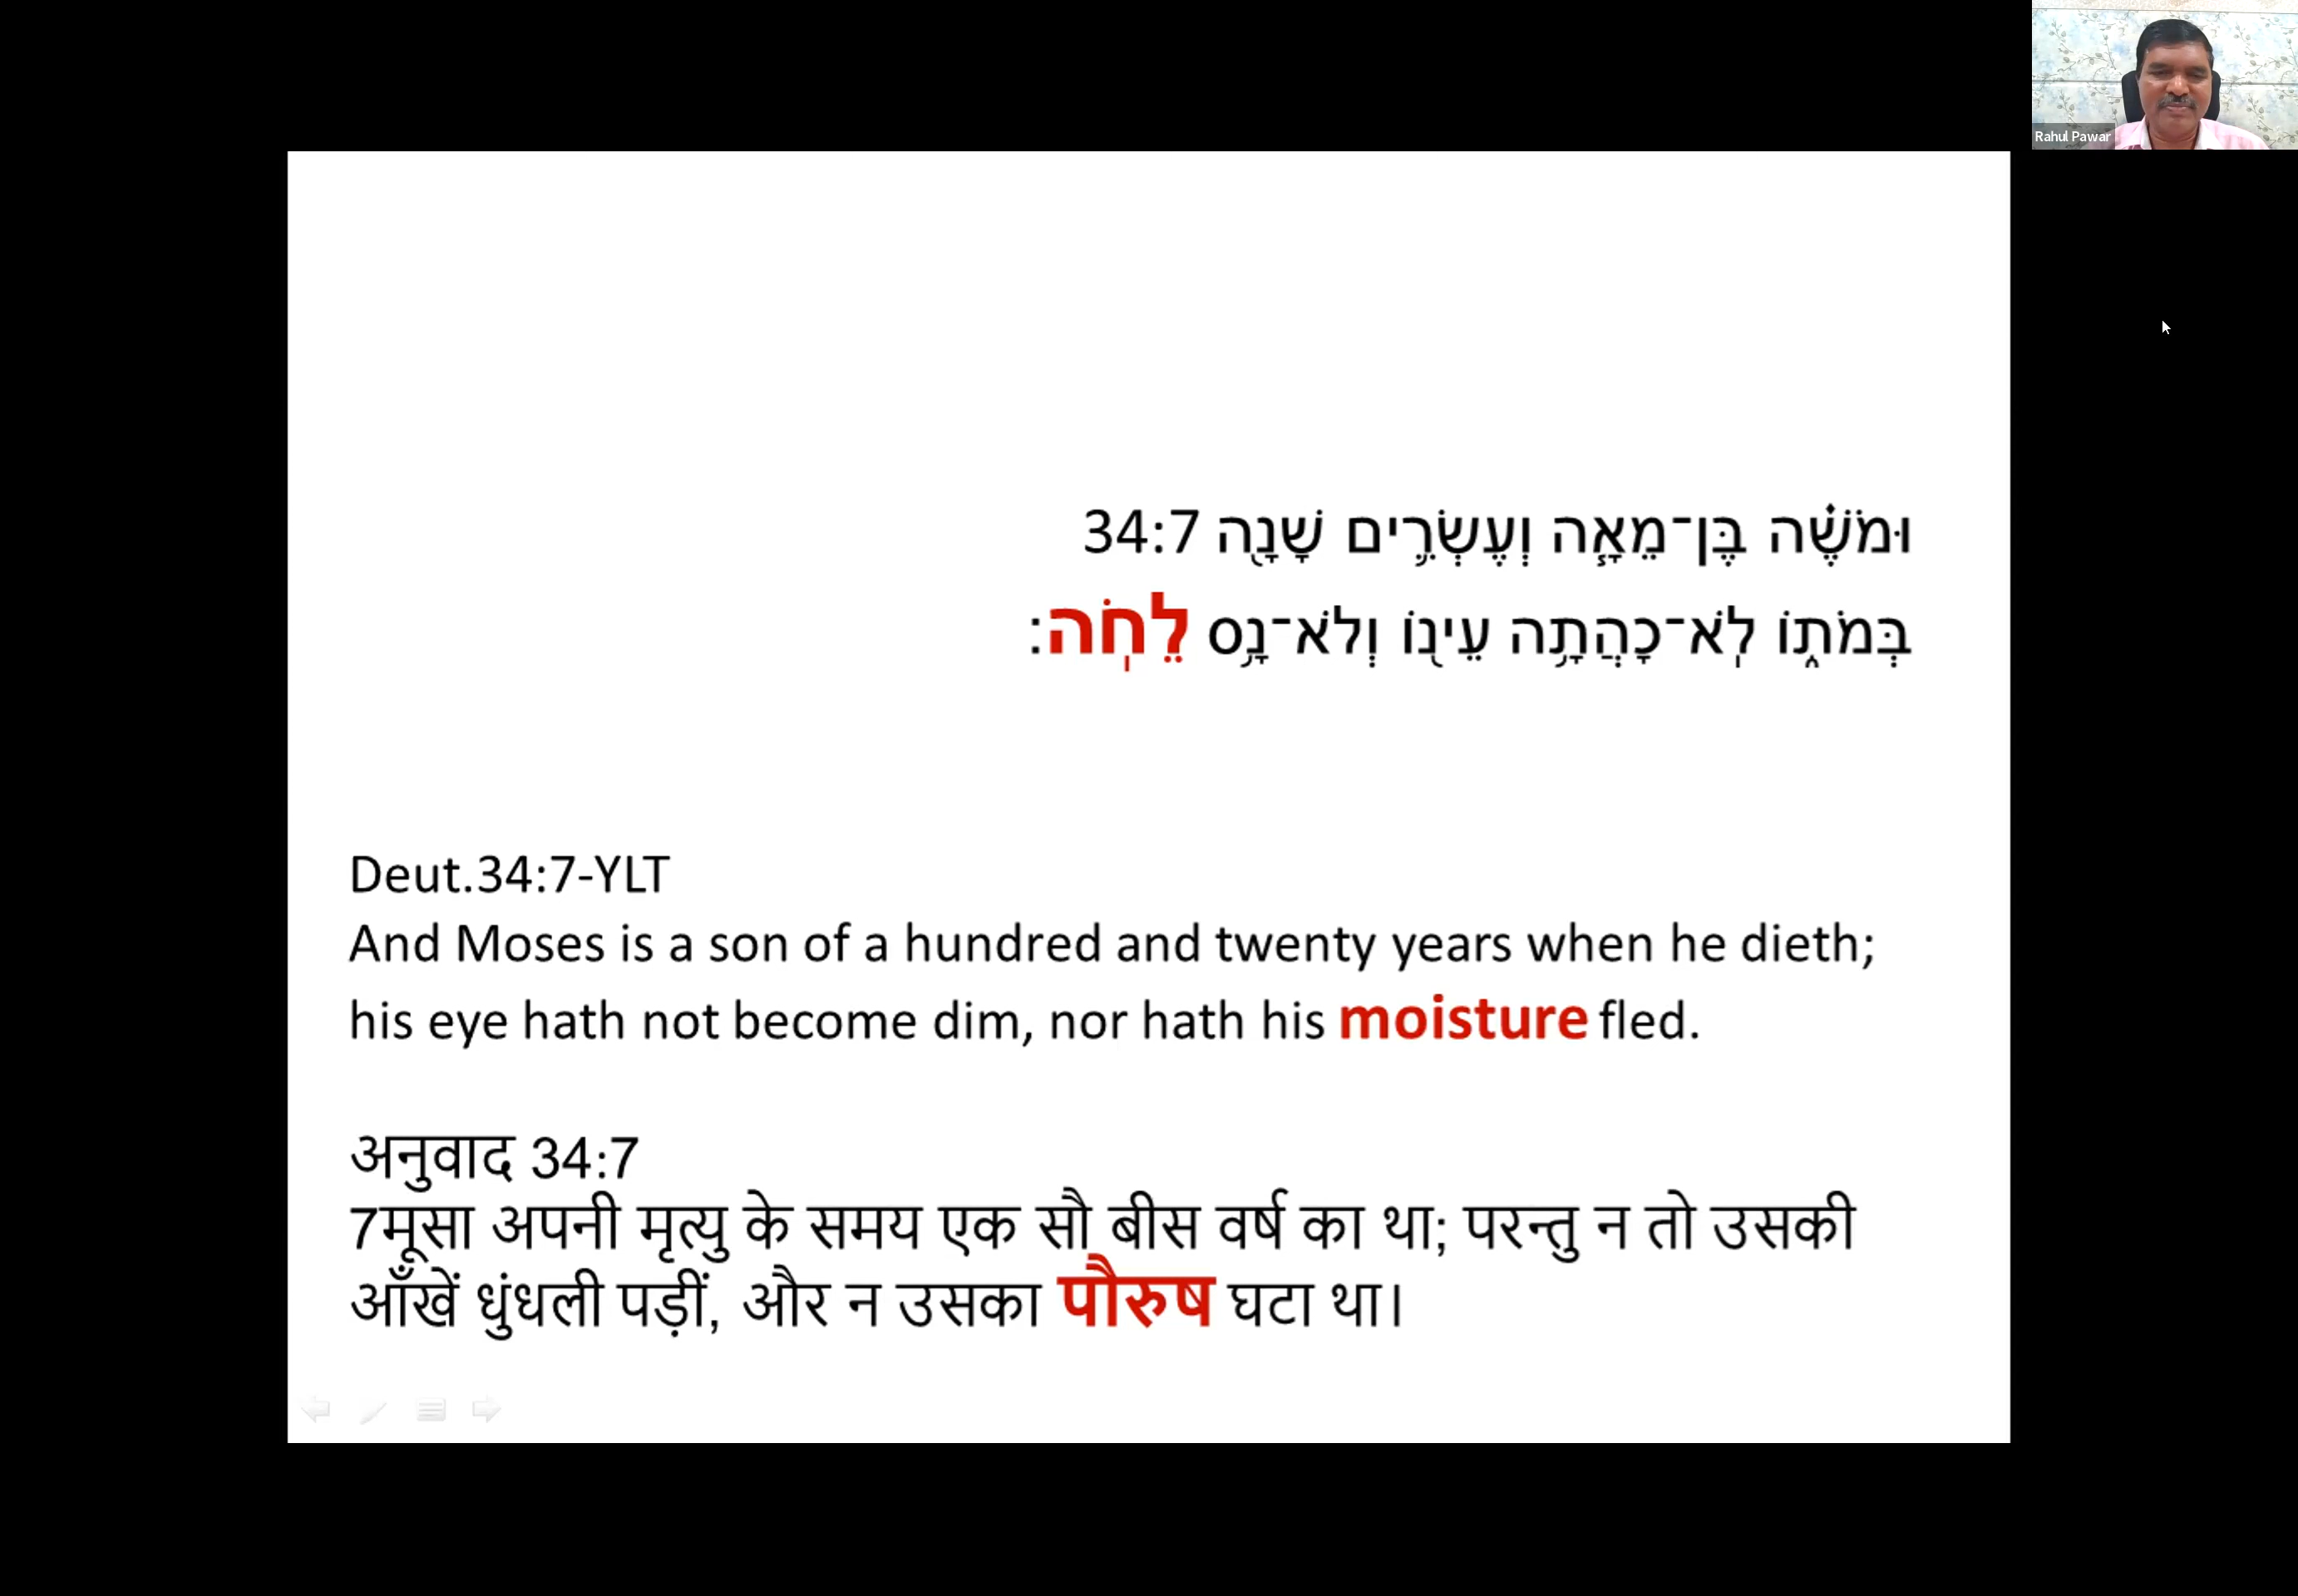 Rahul Pawar
וּמֹשֶׁ֗ה בֶּן־מֵאָ֧ה וְעֶשְׂרִ֛ים שָׁנָ֖ה 34:7
בְּמֹת֑וֹ לֹֽא־כָהֲתָ֥ה עֵינ֖וֹ וְלֹא־נָ֥ס לֵחֹֽה׃
Deut.34:7-YLT
And Moses is a son of a hundred and twenty years when he dieth;
his eye hath not become dim, nor hath his moisture fled.
अनुवाद 34:7
7मूसा अपनी मृत्यु के समय एक सौ बीस वर्ष का था; परन्तु न तो उसकी
आँखें धुंधली पड़ीं, और न उसका पौरुष घटा था।